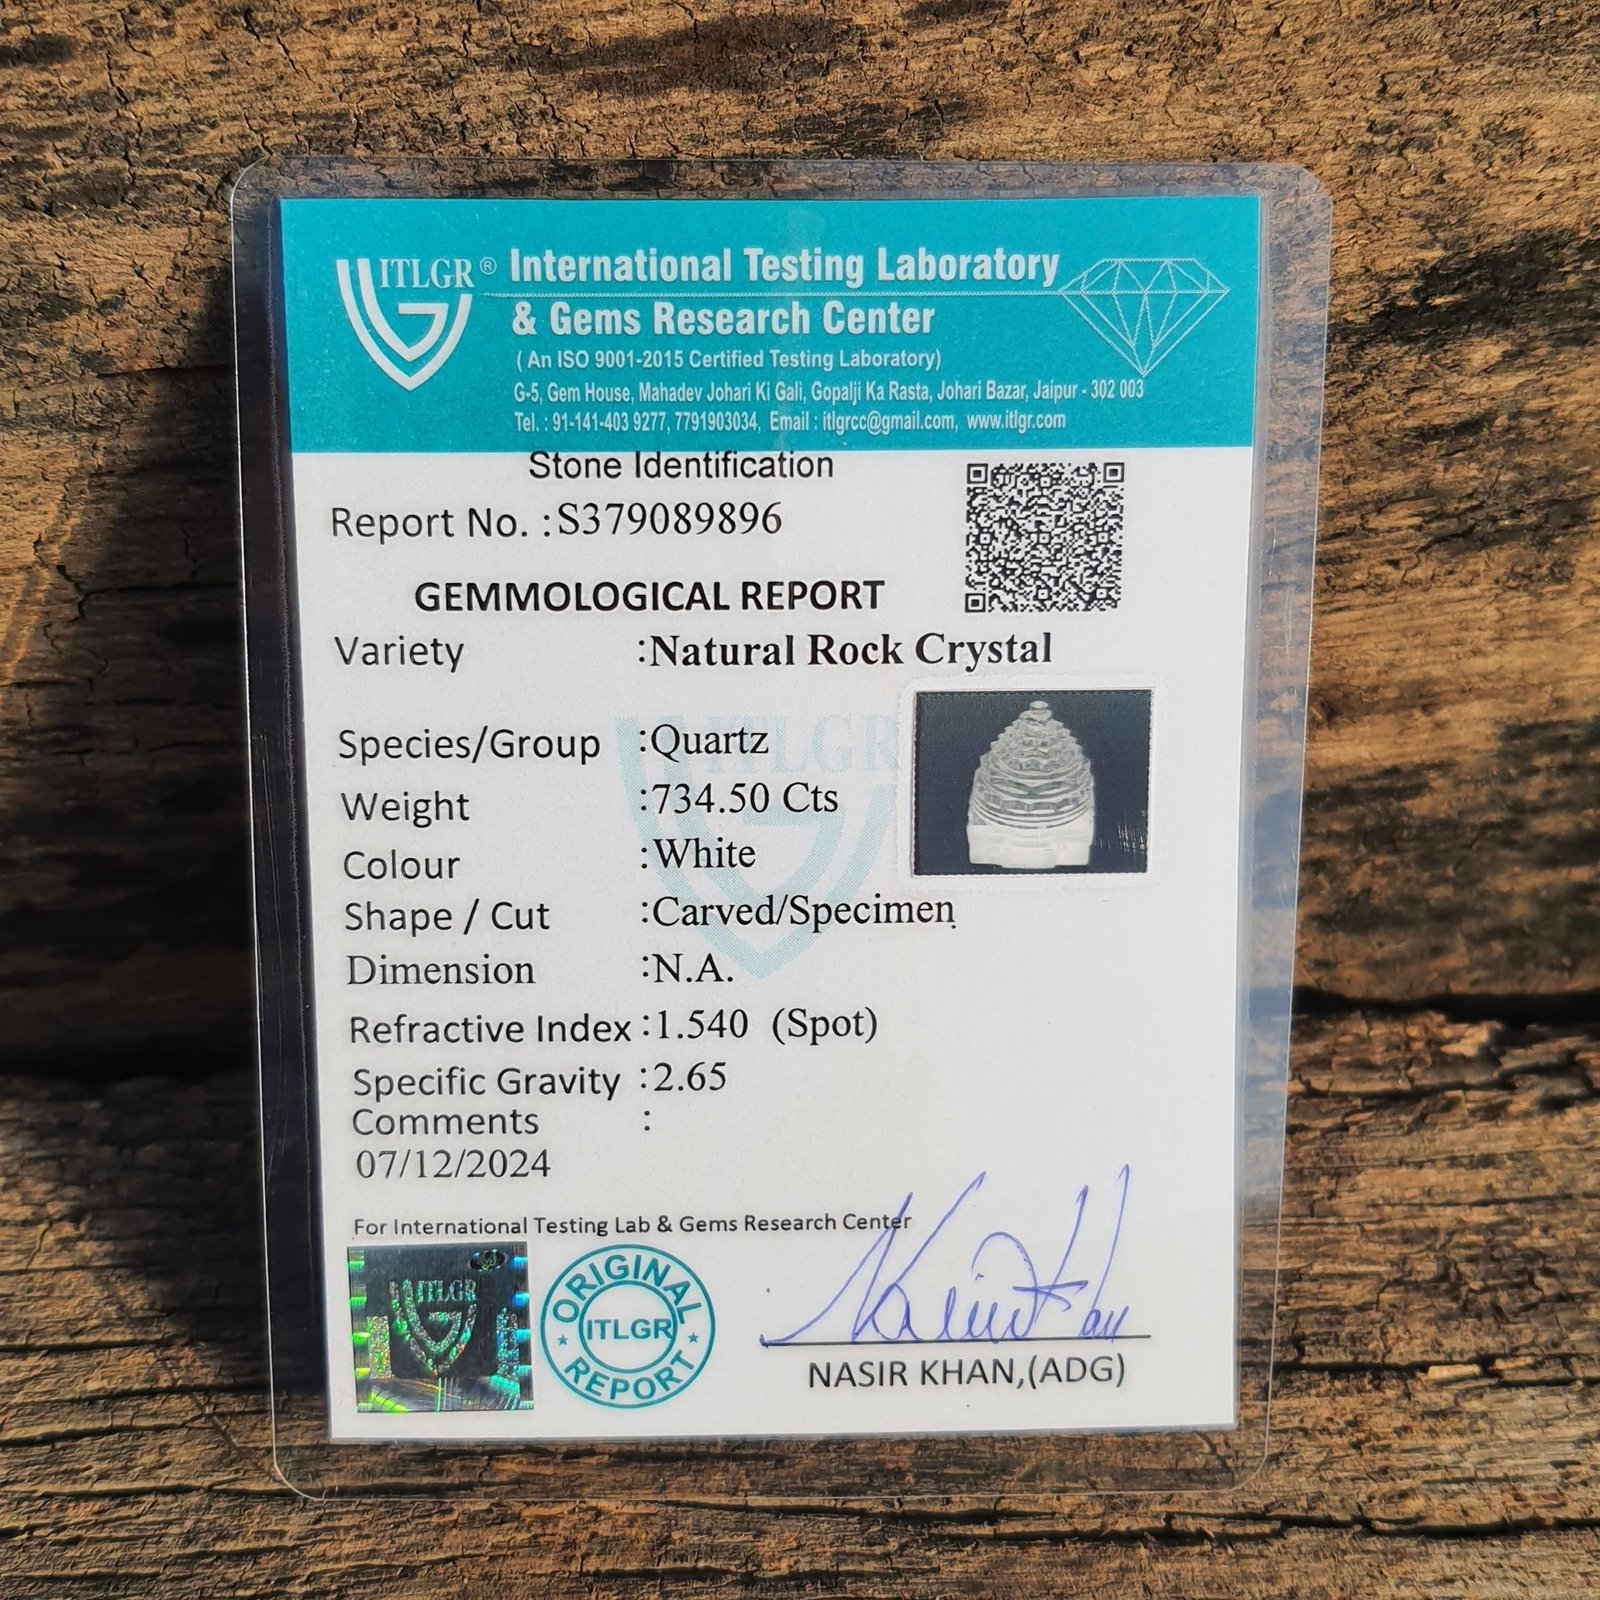 ITLGR ® International Testing Laboratory
& Gems Research Center
( An ISO 9001-2015 Certified Testing Laboratory)
G-5, Gem House, Mahadev Johari Ki Gali, Gopalji Ka Rasta, Johari Bazar, Jaipur - 302 003
Tel. : 91-141-403 9277, 7791903034, Email : itlgrcc@gmail.com, www.itlgr.com
Stone Identification
Report No. :S379089896
GEMMOLOGICAL REPORT
Variety :Natural Rock Crystal
ITLGR
Species/Group :Quartz
Weight :734.50 Cts
Colour :White
Shape / Cut :Carved/Specimen
Dimension :N.A.
Refractive Index :1.540 (Spot)
Specific Gravity :2.65
Comments :
07/12/2024
For International Testing Lab & Gems Research Center
ITLGR
ORIGINAL
ITLGR
REPORT
NASIR KHAN,(ADG)